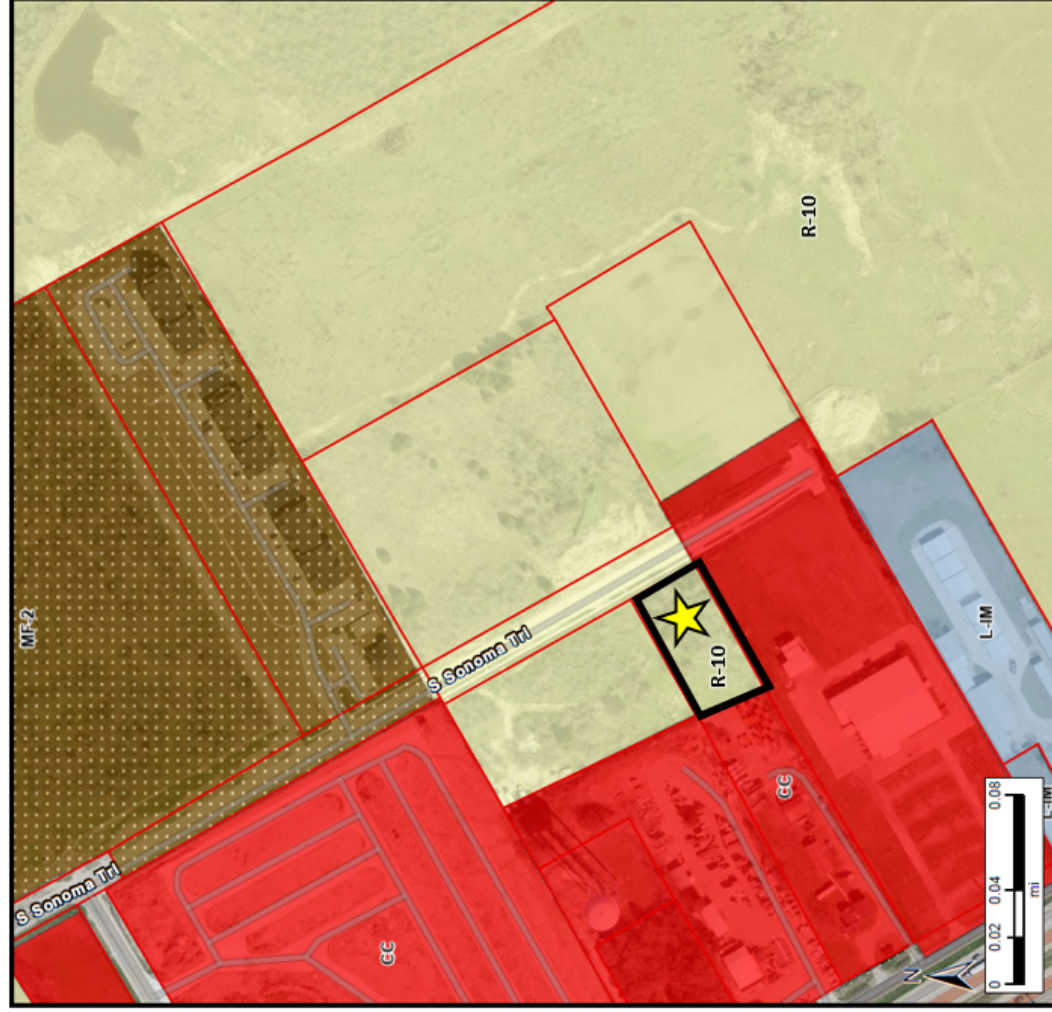 MF-2
R-10
S Sonoma Trl
L-IM
R-10
CC
S Sonoma Trl
CC
L-IM
N
0 0.02 0.04 0.08
mi